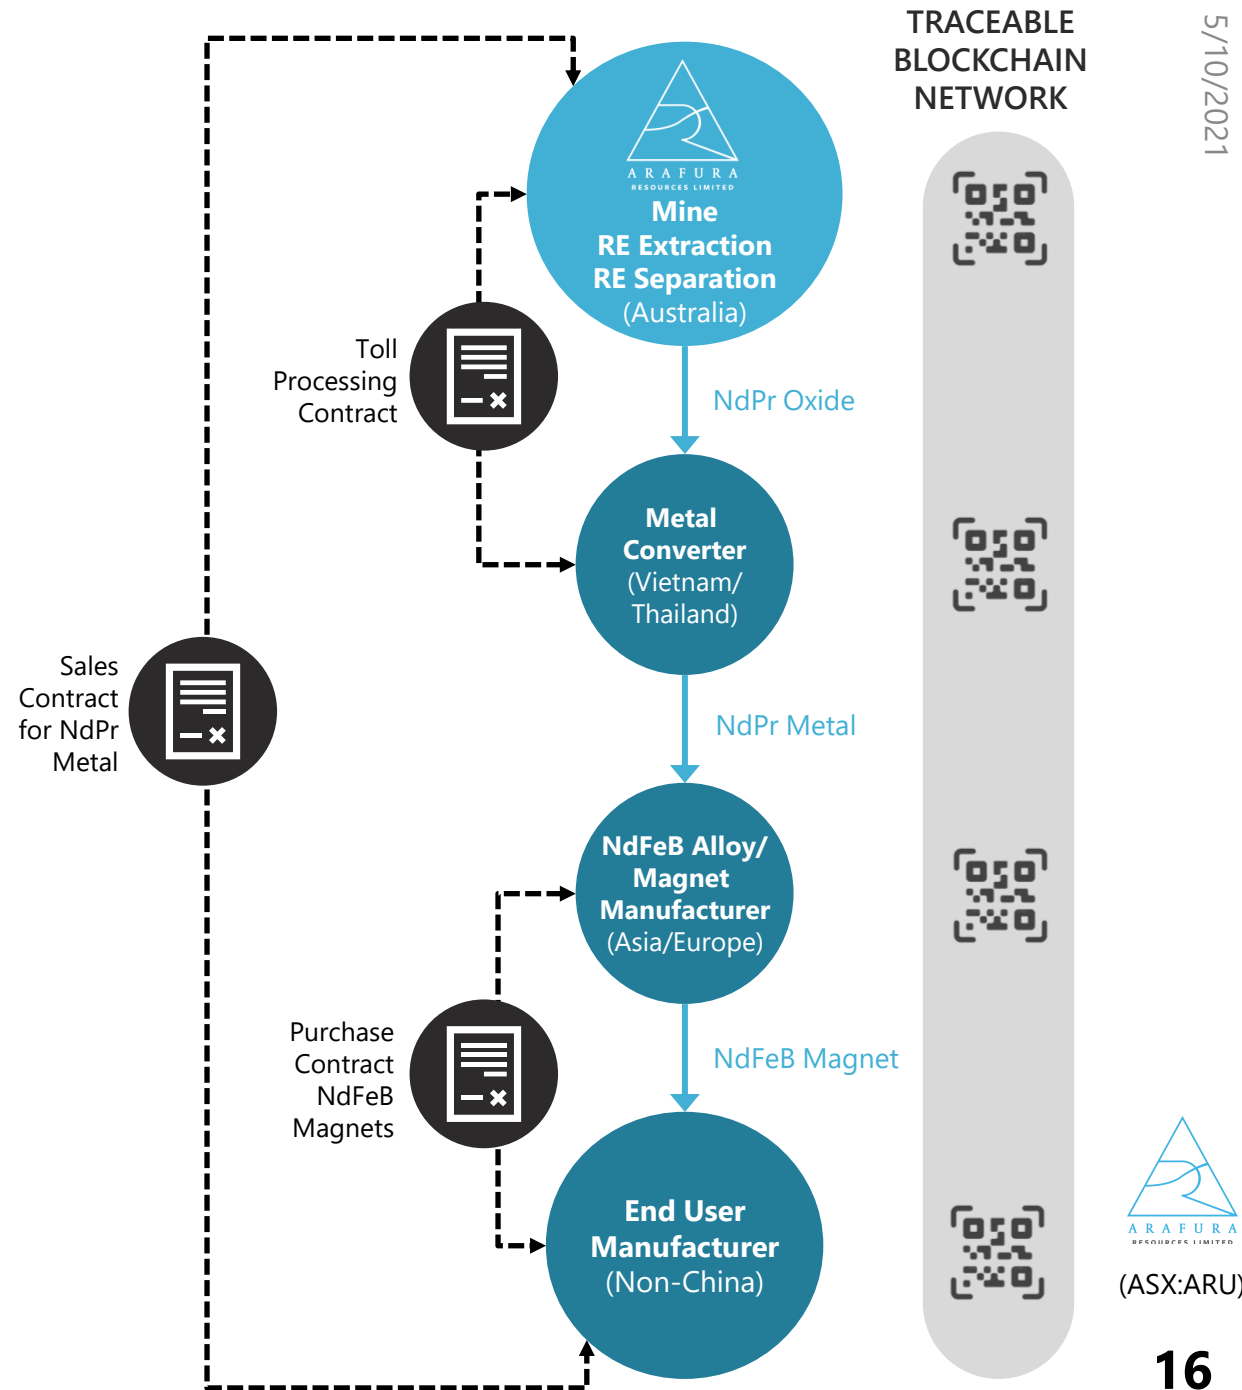 TRACEABLE
BLOCKCHAIN
NETWORK
5/10/2021
ARAFURA
RESOURCES LIMITED
Mine
RE Extraction
RE Separation
(Australia)
Toll
Processing
Contract
NdPr Oxide
Metal
Converter
(Vietnam/
Thailand)
Sales
Contract
for NdPr
Metal
NdPr Metal
NdFeB Alloy/
Magnet
Manufacturer
(Asia/Europe)
Purchase
Contract
NdFeB
Magnets
NdFeB Magnet
End User
Manufacturer
(Non-China)
ARAFURA
RESOURCES LIMITED
(ASX:ARU)
16